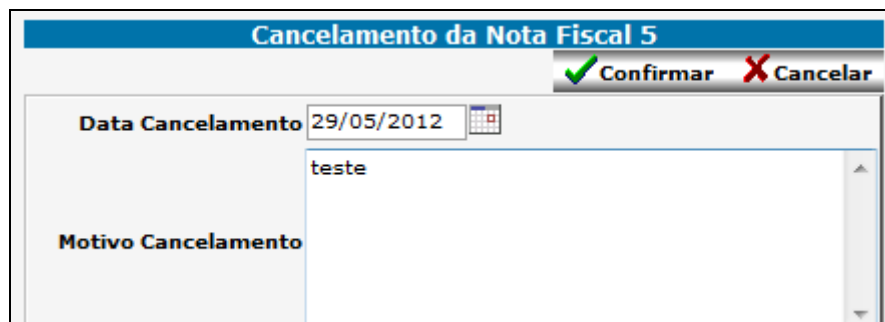 Cancelamento da Nota Fiscal 5
Confirmar Cancelar
Data Cancelamento 29/05/2012
teste
Motivo Cancelamento